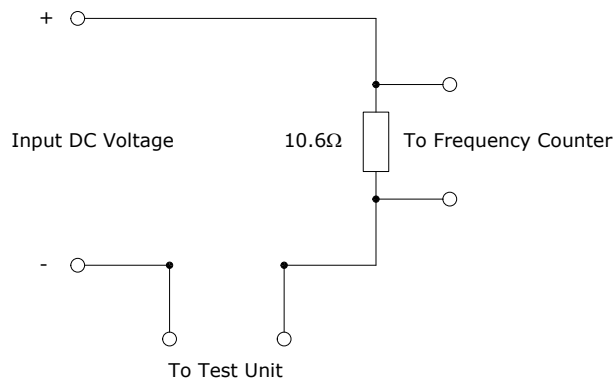 +
Input DC Voltage
10.6Ω
To Frequency Counter
-
To Test Unit